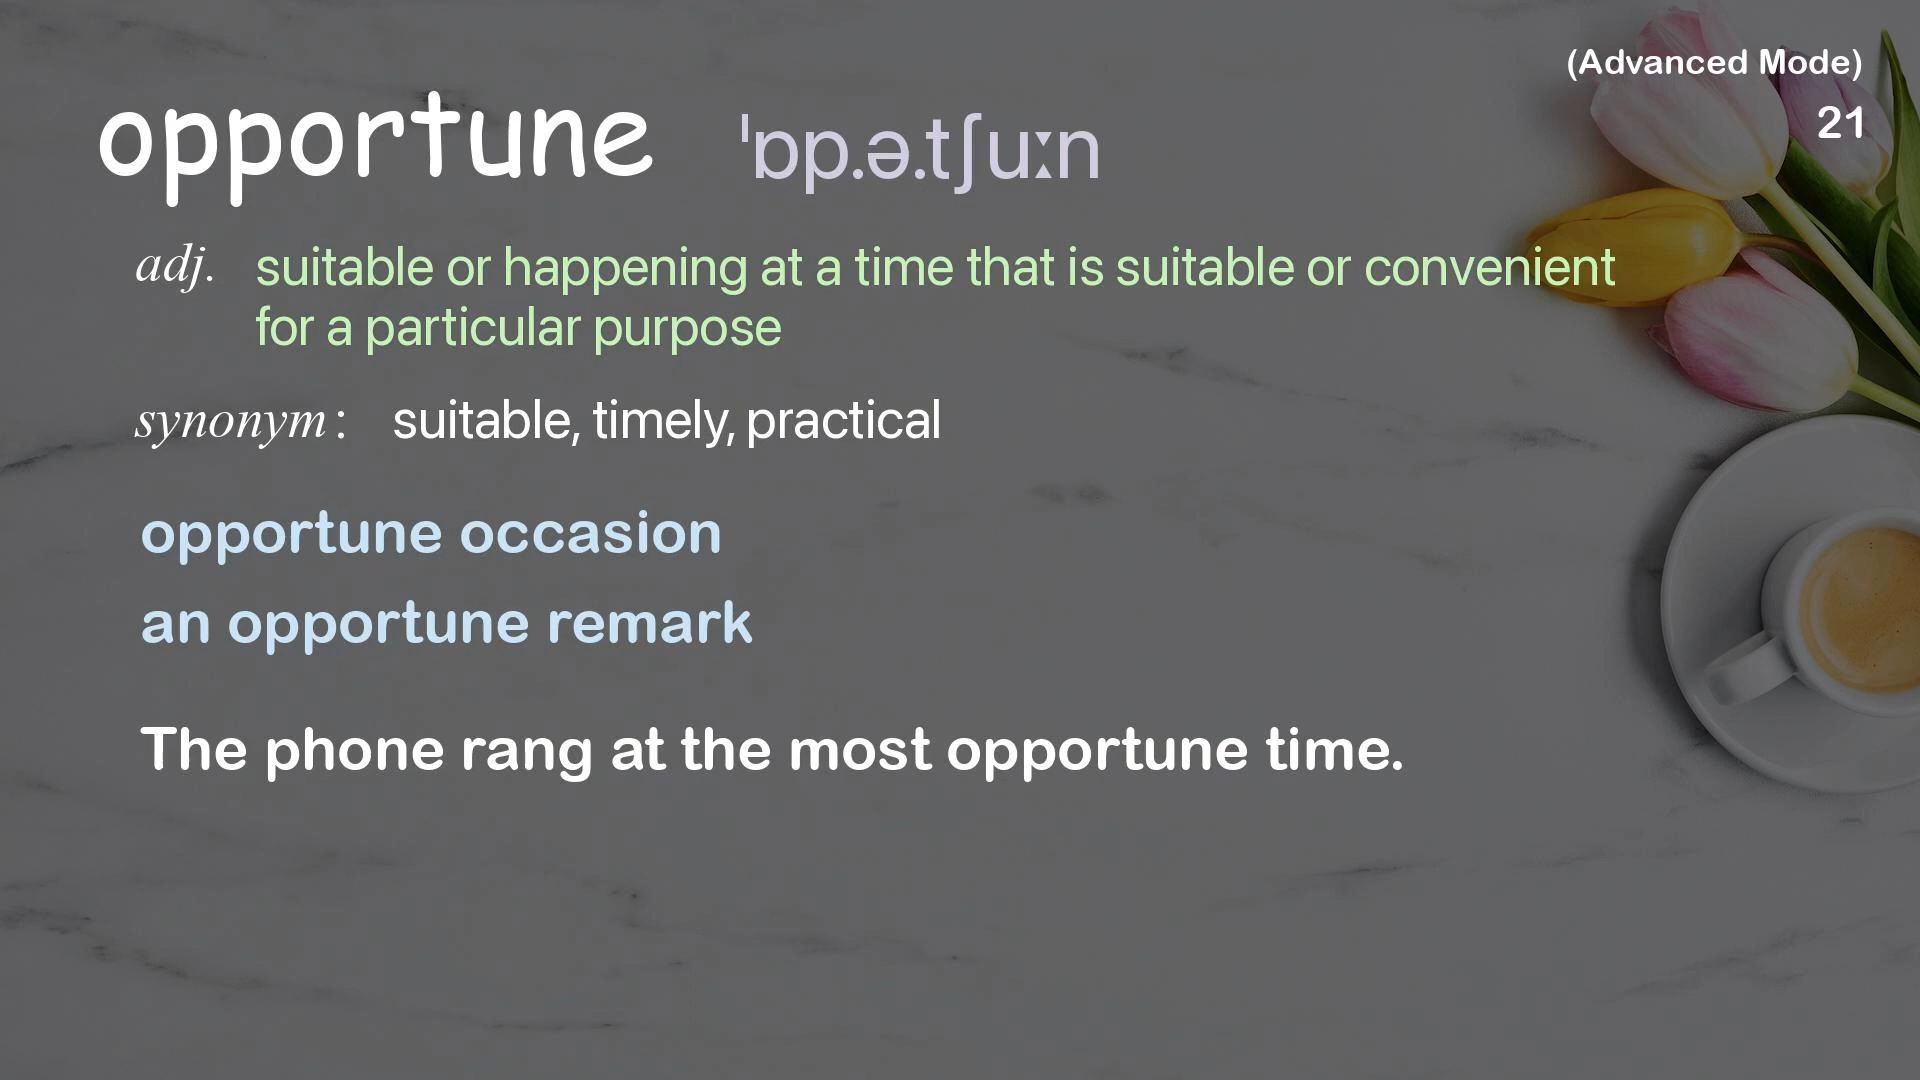 (Advanced Mode)
21
opportune ˈɒp.ə.tʃuːn
adj. suitable or happening at a time that is suitable or convenient
for a particular purpose
synonym: suitable, timely, practical
opportune occasion
an opportune remark
The phone rang at the most opportune time.